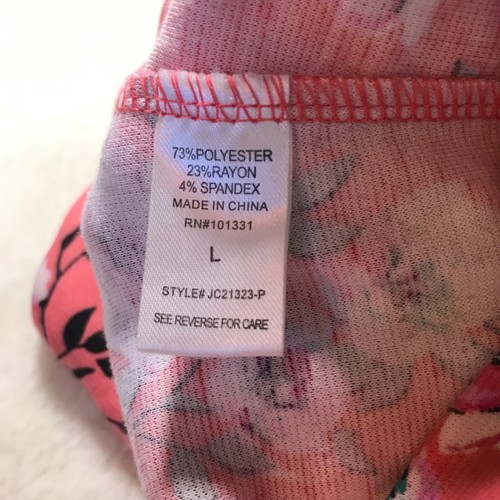 73%POLYESTER
23%RAYON
4% SPANDEX
MADE IN CHINA
RN#101331
L
STYLE# JC21323-P
SEE REVERSE FOR CARE